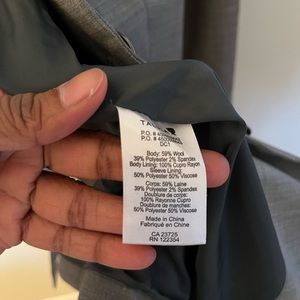 P.O. #
P.O. #
DC1
Body: 59% Wool
39% Polyester 2% Spandex
Body Lining: 100% Cupro Rayon
Sleeve Lining:
50% Polyester 50% Viscose
Corps: 59% Laine
39% Polyester 2% Spandex
Doublure de corps:
100% Rayonne Cupro
Doublure de manches:
50% Polyester 50% Viscose
Made in China
Fabriqué en Chine
CA 23725
RN 122354